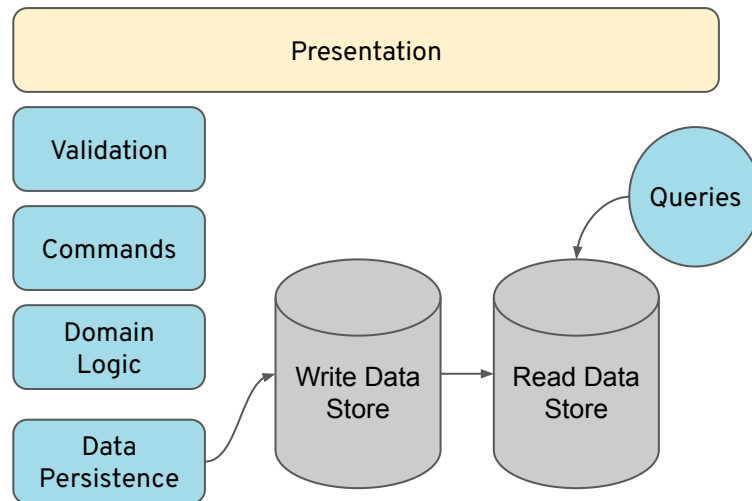 Presentation
Validation
Queries
Commands
Domain
Logic
Write Data
Store
Read Data
Store
Data
Persistence